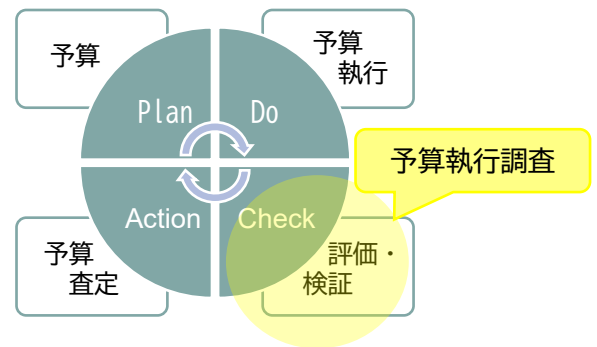 予算
予算
執行
Plan
Do
予算執行調査
Action
Check
予算
査定
評価・
検証